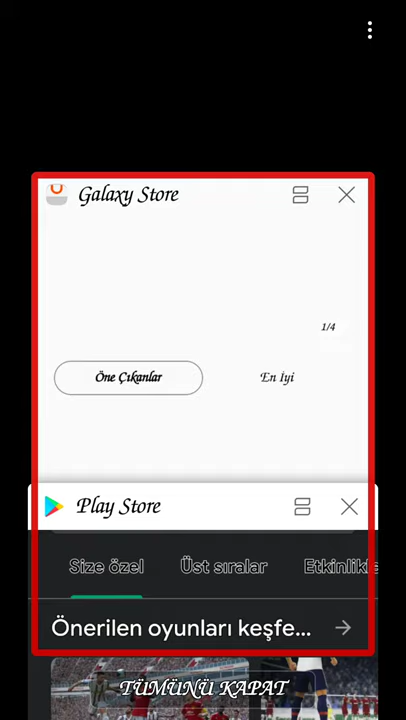 Galaxy Store
1/4
Öne Çıkanlar
En İyi
Play Store
Size özel
Üst sıralar
Etkinlikle
Önerilen oyunları keşfe...
TÜMÜNÜ KAPAT